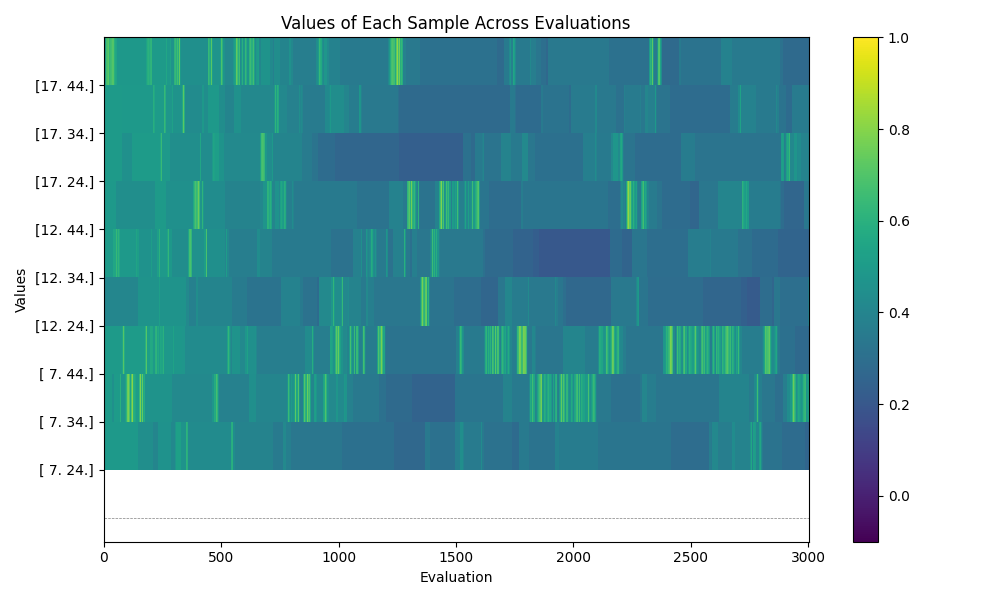 Values of Each Sample Across Evaluations
1.0
[17. 44.]
[17. 34.]
0.8
[17. 24.]
[12. 44.]
0.6
Values
[12. 34.]
[12. 24.]
0.4
[ 7. 44.]
[ 7. 34.]
0.2
[ 7. 24.]
0.0
0 500 1000 1500 2000 2500 3000
Evaluation